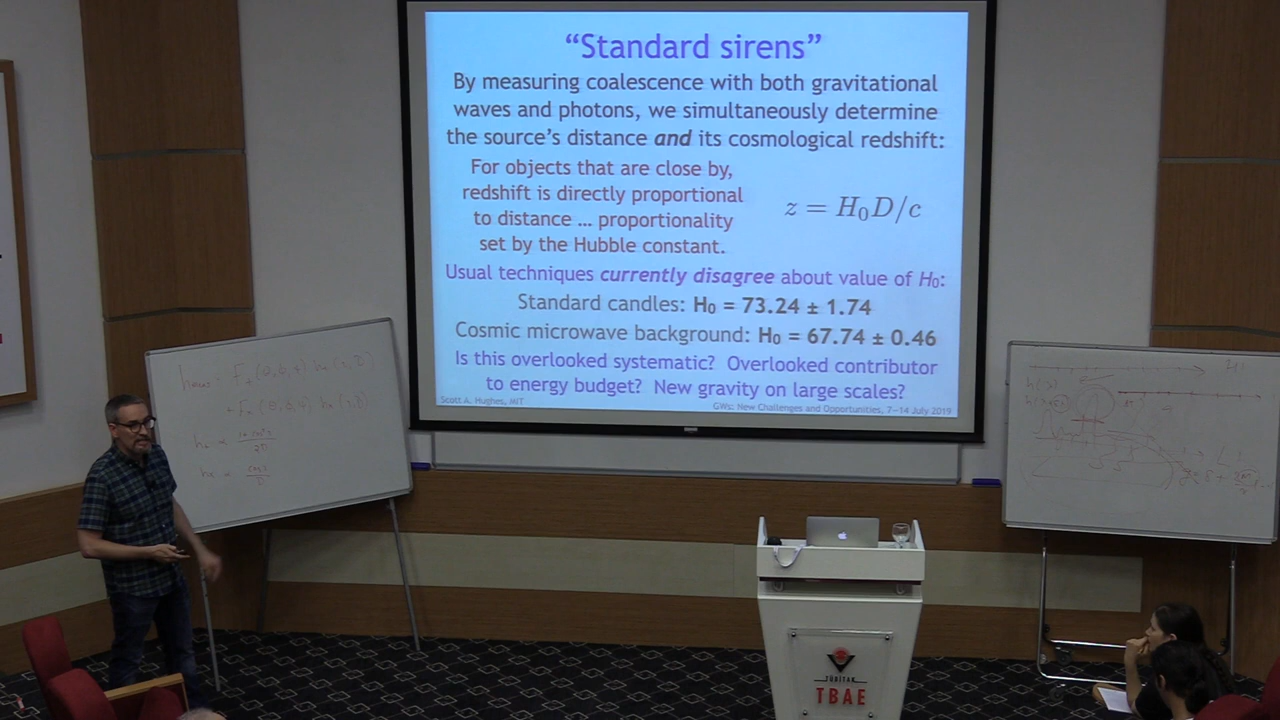 “Standard sirens”
By measuring coalescence with both gravitational
waves and photons, we simultaneously determine
the source’s distance and its cosmological redshift:
For objects that are close by,
redshift is directly proportional
to distance ... proportionality
set by the Hubble constant.
z = H₀D/c
Usual techniques currently disagree about value of H₀:
Standard candles: H₀ = 73.24 ± 1.74
Cosmic microwave background: H₀ = 67.74 ± 0.46
Is this overlooked systematic? Overlooked contributor
to energy budget? New gravity on large scales?
Scott A. Hughes, MIT
GWs: New Challenges and Opportunities, 7–14 July 2019
TÜBİTAK
TBAE